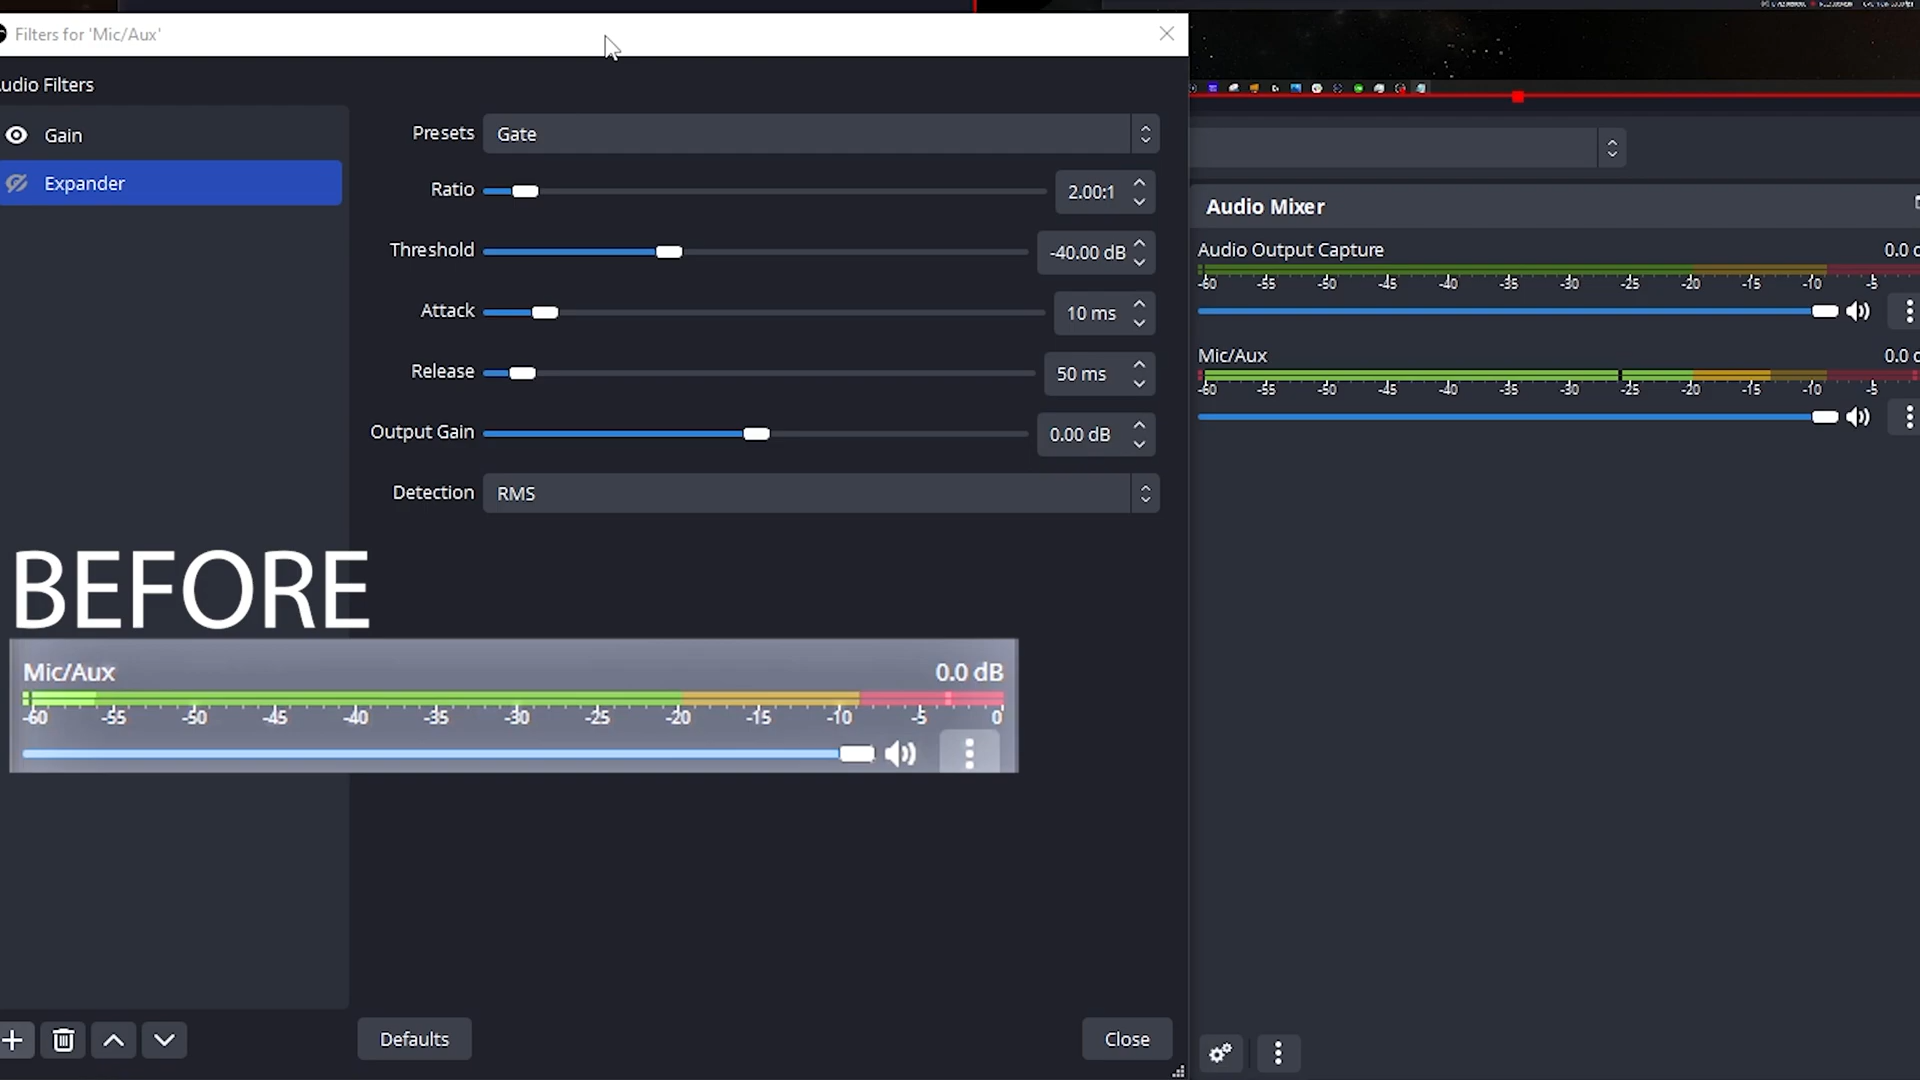 Filters for 'Mic/Aux'
udio Filters
Gain
Expander
Presets
Gate
Ratio
2.00:1
Threshold
-40.00 dB
Attack
10 ms
Release
50 ms
Output Gain
0.00 dB
Detection
RMS
BEFORE
Mic/Aux
0.0 dB
-60 -55 -50 -45 -40 -35 -30 -25 -20 -15 -10 -5 0
Defaults
Close
Audio Mixer
Audio Output Capture
0.0 d
-60 -55 -50 -45 -40 -35 -30 -25 -20 -15 -10 -5
Mic/Aux
0.0 d
-60 -55 -50 -45 -40 -35 -30 -25 -20 -15 -10 -5